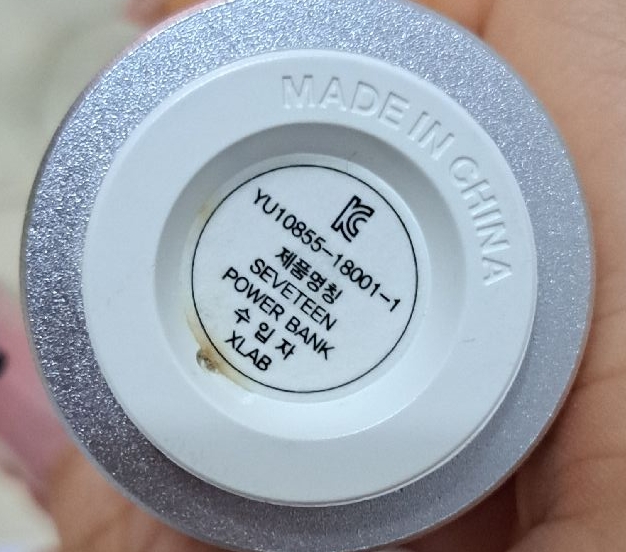 MADE IN CHINA
YU10855-18001-1
제품명칭
SEVETEEN
POWER BANK
수 입 자
XLAB